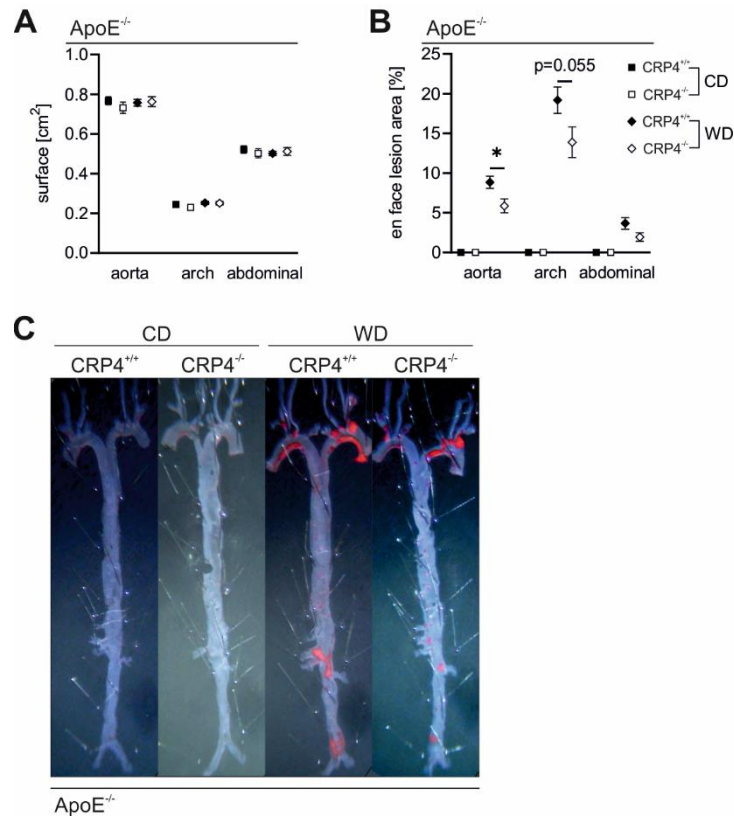 A
ApoE-/-
surface [cm2]
1.0
0.8
0.6
0.4
0.2
0.0
aorta arch abdominal
B
ApoE-/-
en face lesion area [%]
25
20
15
10
5
0
p=0.055
*
aorta arch abdominal
CRP4+/+
CRP4-/-
CD
CRP4+/+
CRP4-/-
WD
C
CD WD
CRP4+/+ CRP4-/- CRP4+/+ CRP4-/-
ApoE-/-